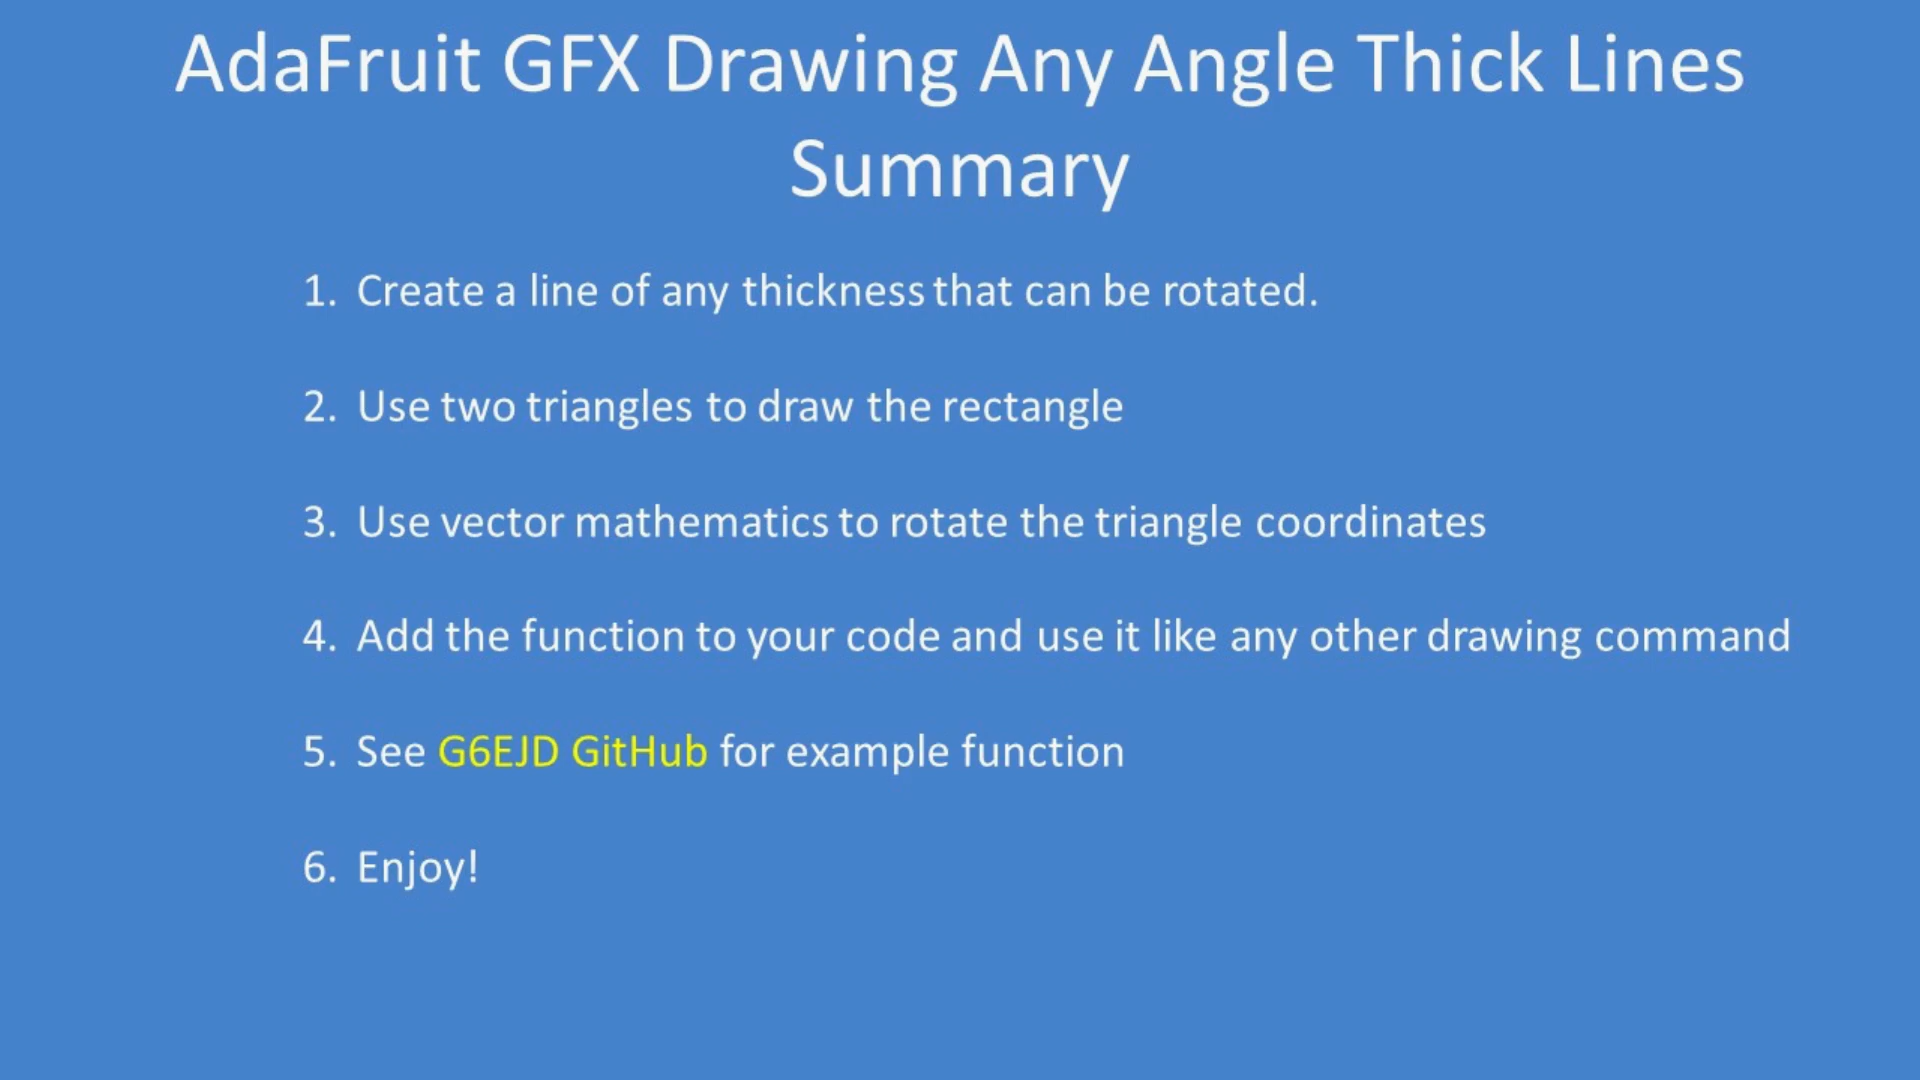 AdaFruit GFX Drawing Any Angle Thick Lines
Summary
1. Create a line of any thickness that can be rotated.
2. Use two triangles to draw the rectangle
3. Use vector mathematics to rotate the triangle coordinates
4. Add the function to your code and use it like any other drawing command
5. See G6EJD GitHub for example function
6. Enjoy!